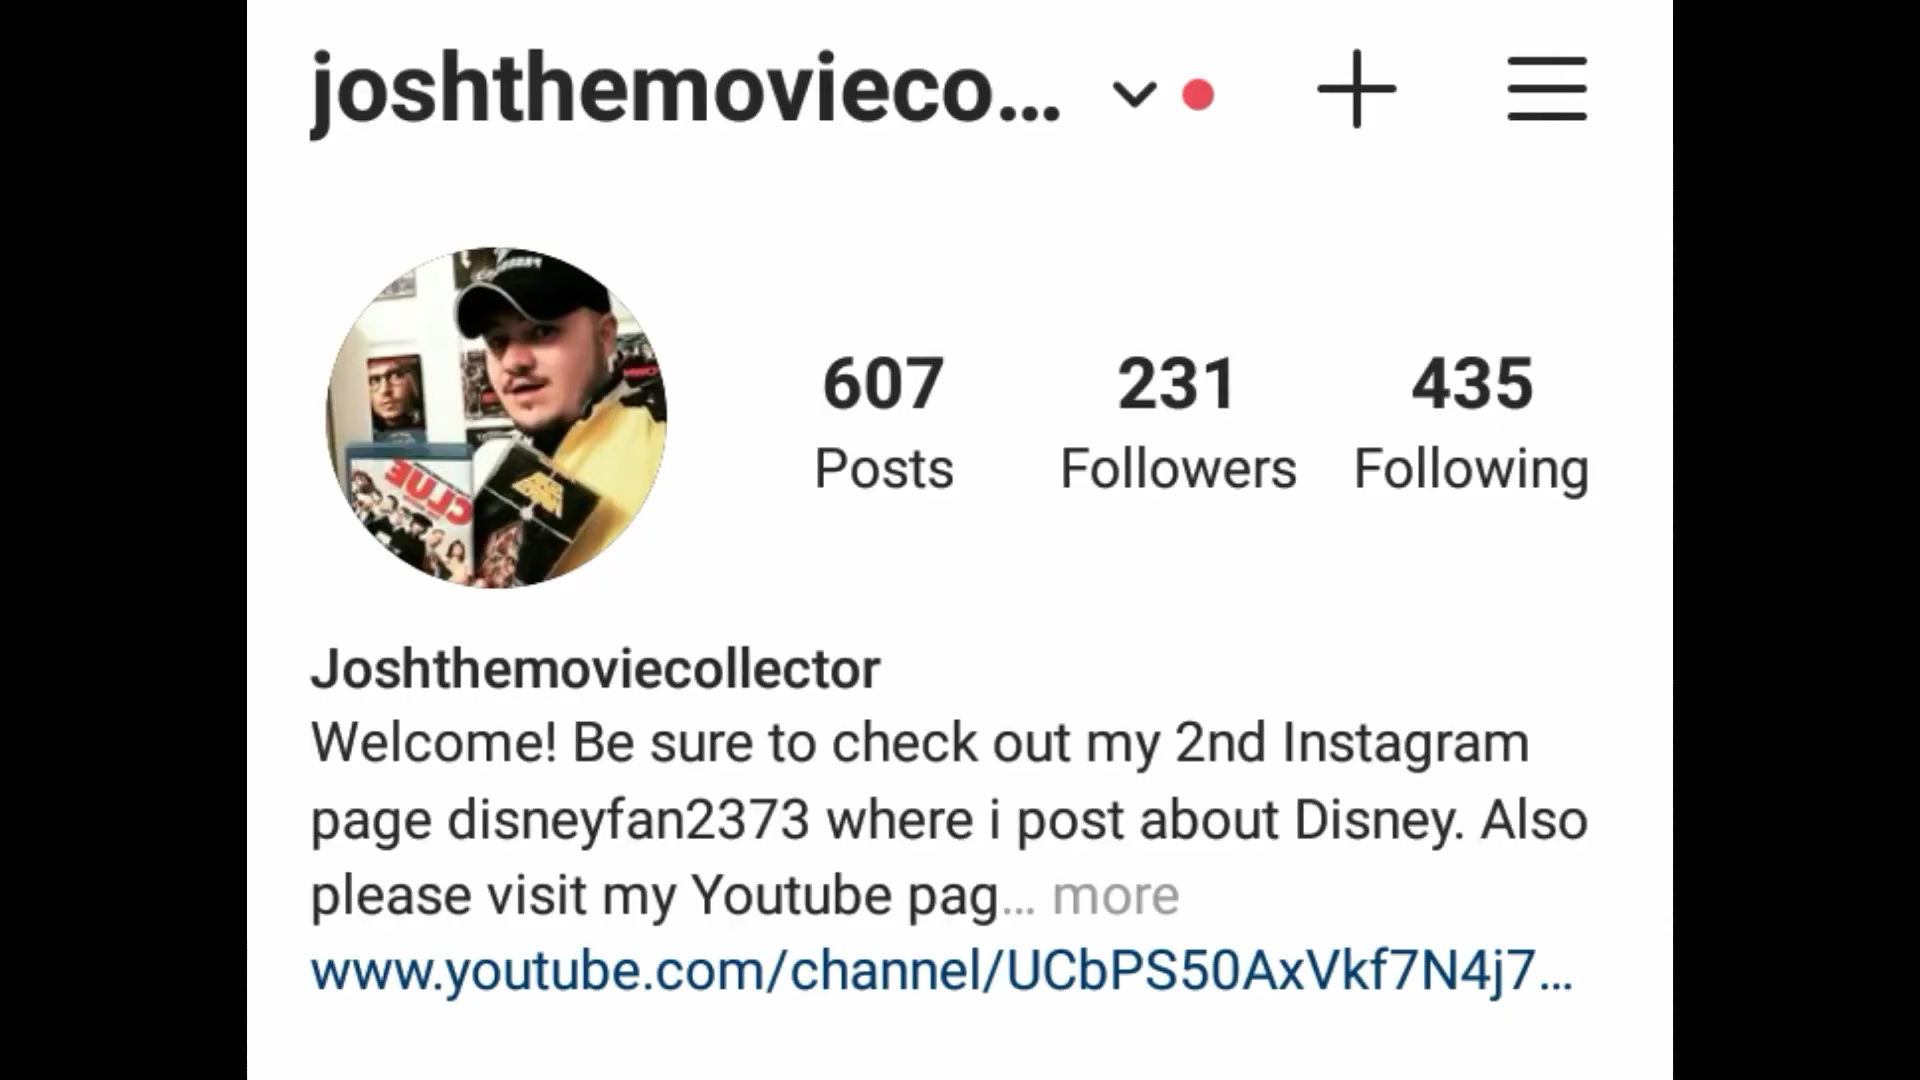 joshthemovieco...
607 231 435
Posts Followers Following
CLUE
Joshthemoviecollector
Welcome! Be sure to check out my 2nd Instagram
page disneyfan2373 where i post about Disney. Also
please visit my Youtube pag... more
www.youtube.com/channel/UCbPS50AxVkf7N4j7...